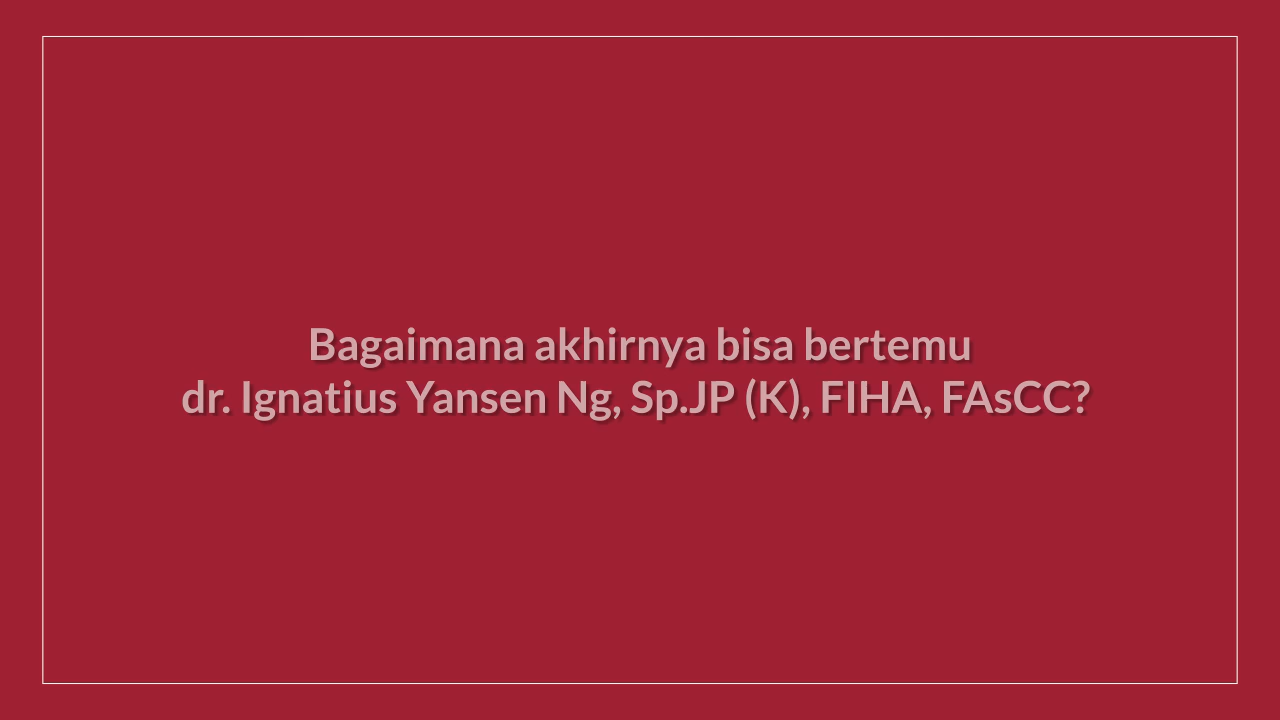 Bagaimana akhirnya bisa bertemu
dr. Ignatius Yansen Ng, Sp.JP (K), FIHA, FAsCC?